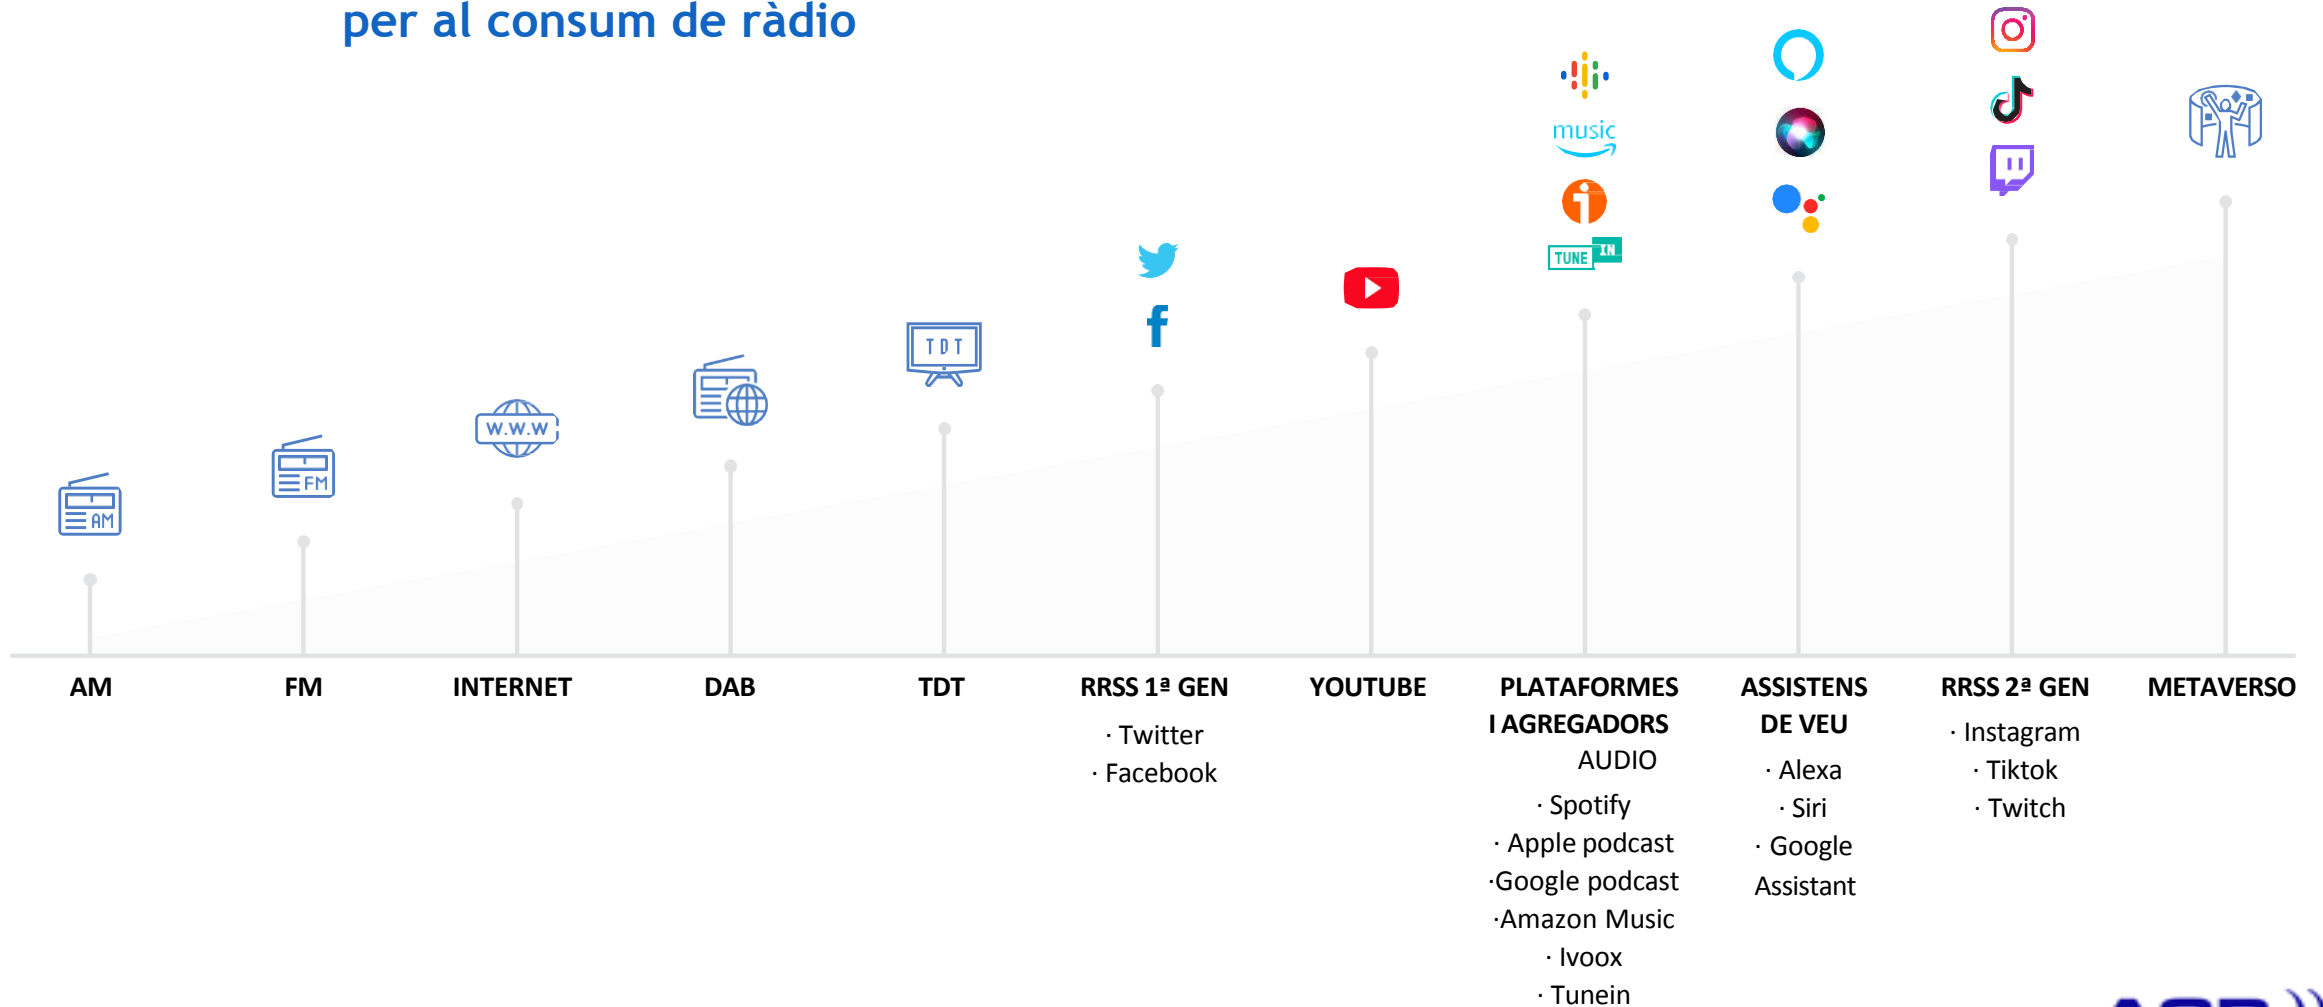 per al consum de ràdio
music
TUNE IN
TDT
W.W.W
FM
AM
AM
FM
INTERNET
DAB
TDT
RRSS 1ª GEN
· Twitter
· Facebook
YOUTUBE
PLATAFORMES
I AGREGADORS
AUDIO
· Spotify
· Apple podcast
·Google podcast
·Amazon Music
· Ivoox
· Tunein
ASSISTENS
DE VEU
· Alexa
· Siri
· Google
Assistant
RRSS 2ª GEN
· Instagram
· Tiktok
· Twitch
METAVERSO